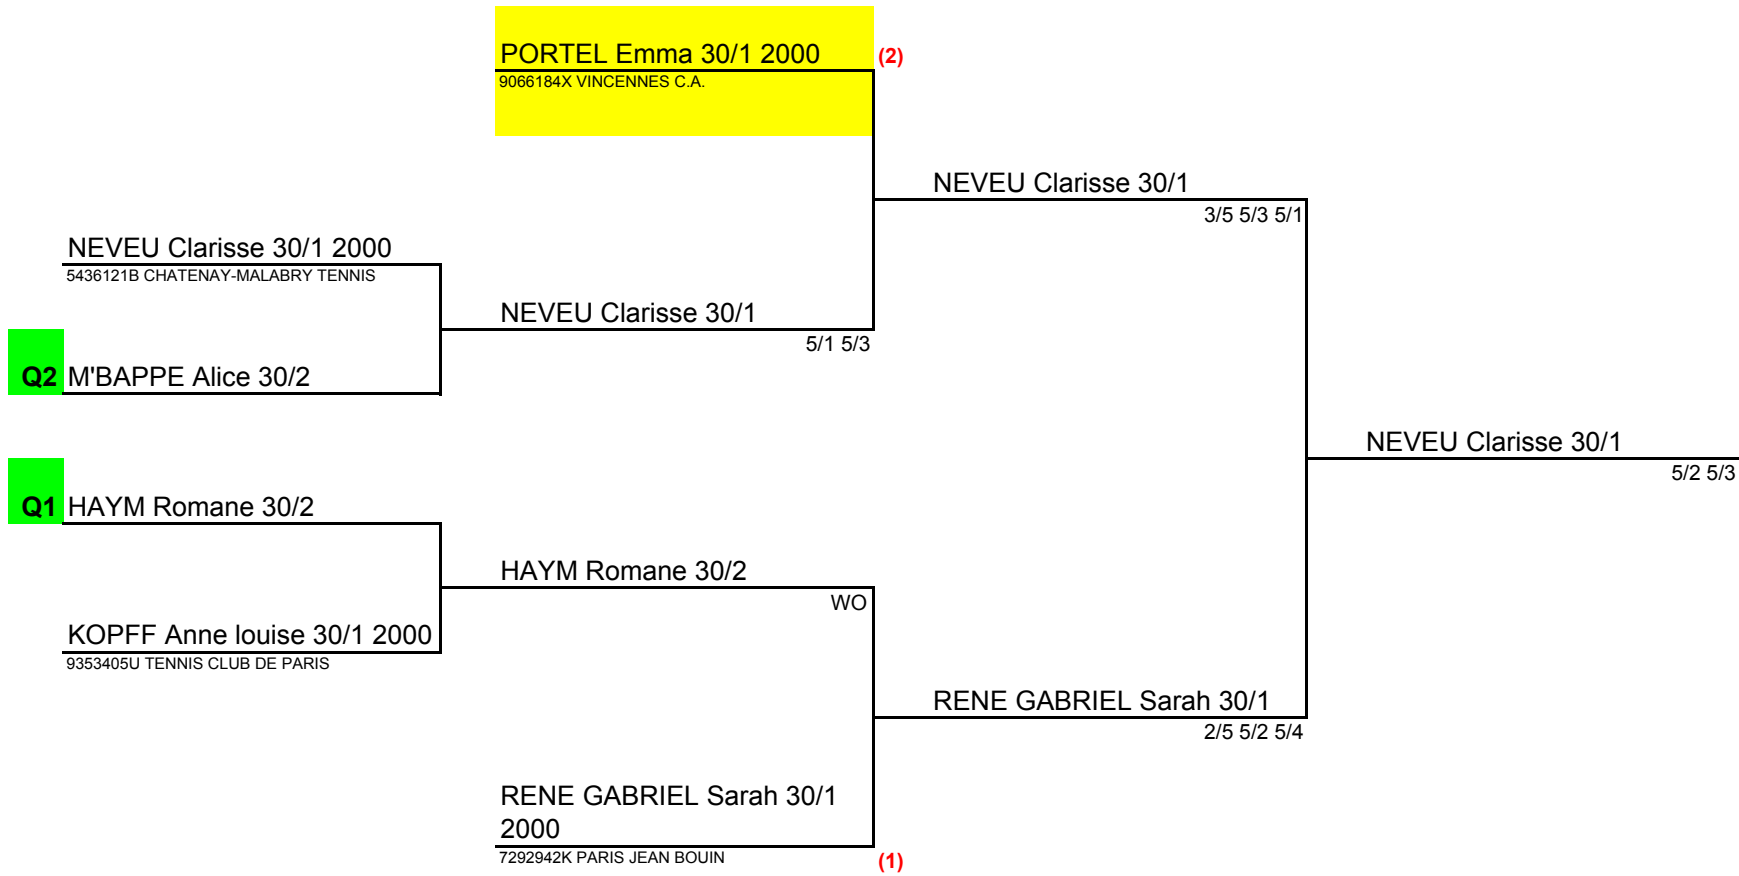 PORTEL Emma 30/1 2000
(2)
9066184X VINCENNES C.A.
NEVEU Clarisse 30/1
3/5 5/3 5/1
NEVEU Clarisse 30/1 2000
5436121B CHATENAY-MALABRY TENNIS
NEVEU Clarisse 30/1
5/1 5/3
Q2 M'BAPPE Alice 30/2
NEVEU Clarisse 30/1
5/2 5/3
Q1 HAYM Romane 30/2
HAYM Romane 30/2
WO
KOPFF Anne louise 30/1 2000
9353405U TENNIS CLUB DE PARIS
RENE GABRIEL Sarah 30/1
2/5 5/2 5/4
RENE GABRIEL Sarah 30/1
2000
7292942K PARIS JEAN BOUIN
(1)